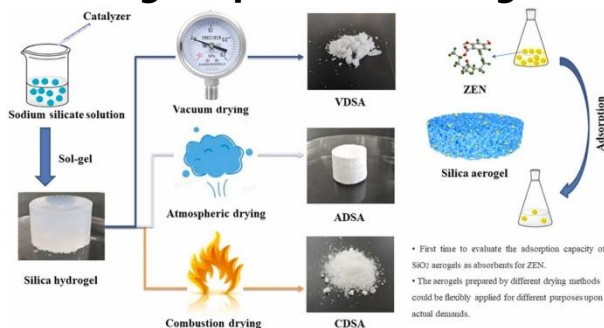 Catalyzer
Sodium silicate solution
Sol-gel
Silica hydrogel
Vacuum drying
Atmospheric drying
Combustion drying
VDSA
ADSA
CDSA
ZEN
Silica aerogel
Adsorption
• First time to evaluate the adsorption capacity of
SiO2 aerogels as absorbents for ZEN.
• The aerogels prepared by different drying methods
could be flexibly applied for different purposes upon
actual demands.